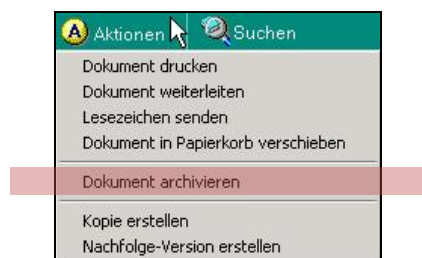 A Aktionen Suchen
Dokument drucken
Dokument weiterleiten
Lesezeichen senden
Dokument in Papierkorb verschieben
Dokument archivieren
Kopie erstellen
Nachfolge-Version erstellen